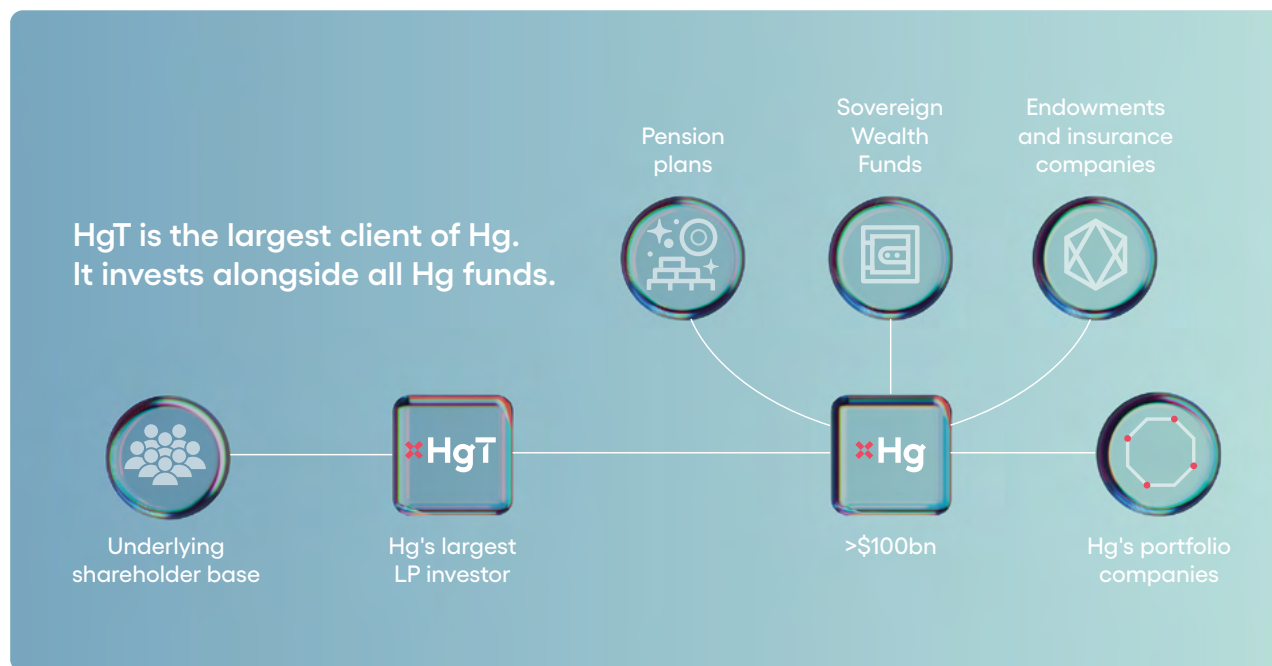 HgT is the largest client of Hg.
It invests alongside all Hg funds.
Pension
plans
Sovereign
Wealth
Funds
Endowments
and insurance
companies
HgT
Hg
Underlying
shareholder base
Hg's largest
LP investor
>$100bn
Hg's portfolio
companies